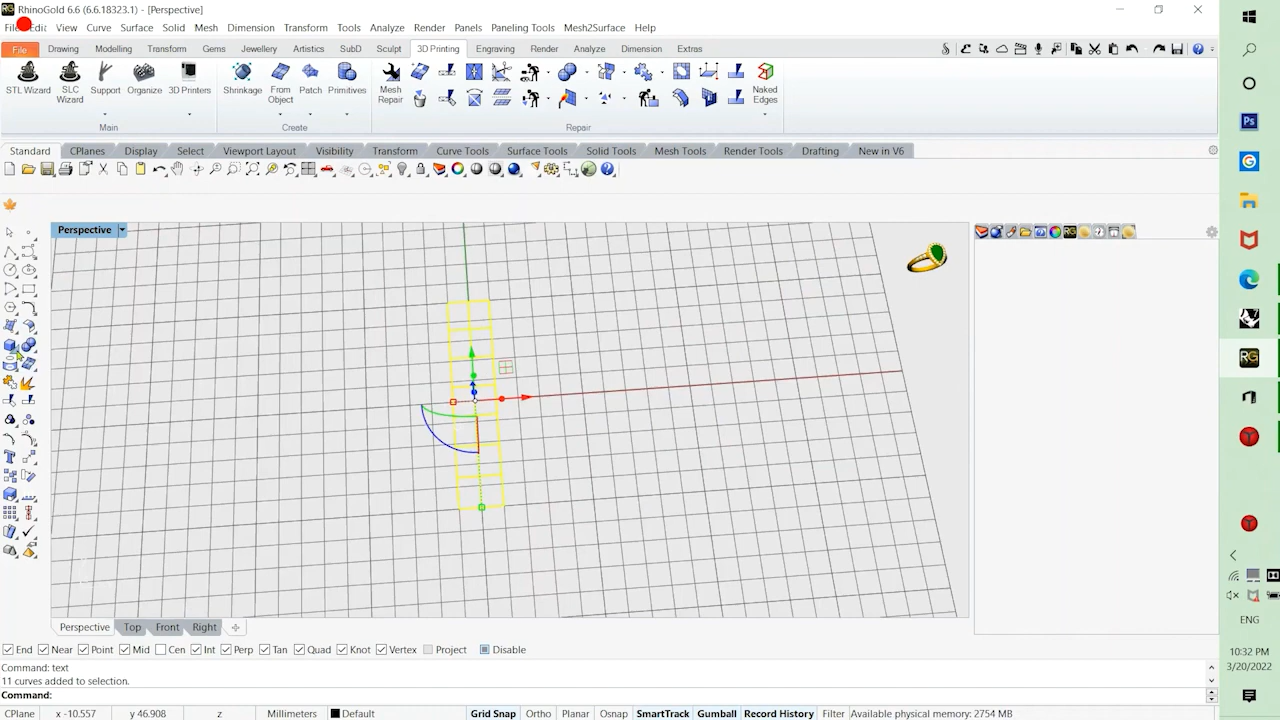 RhinoGold 6.6 (6.6.18323.1) - [Perspective]
File Edit View Curve Surface Solid Mesh Dimension Transform Tools Analyze Render Panels Paneling Tools Mesh2Surface Help
File Drawing Modelling Transform Gems Jewellery Artistics SubD Sculpt 3D Printing Engraving Render Analyze Dimension Extras
STL Wizard SLC Wizard Support Organize 3D Printers Shrinkage From Object Patch Primitives Mesh Repair Naked Edges
Main Create Repair
Standard CPlanes Display Select Viewport Layout Visibility Transform Curve Tools Surface Tools Solid Tools Mesh Tools Render Tools Drafting New in V6
Perspective
Perspective Top Front Right
End Near Point Mid Cen Int Perp Tan Quad Knot Vertex Project Disable
Command: text
11 curves added to selection.
Command:
CPlane x -10.557 y 46.908 z Millimeters Default Grid Snap Ortho Planar Osnap SmartTrack Gumball Record History Filter Available physical memory: 2754 MB
Ps
RG
ENG
10:32 PM
3/20/2022